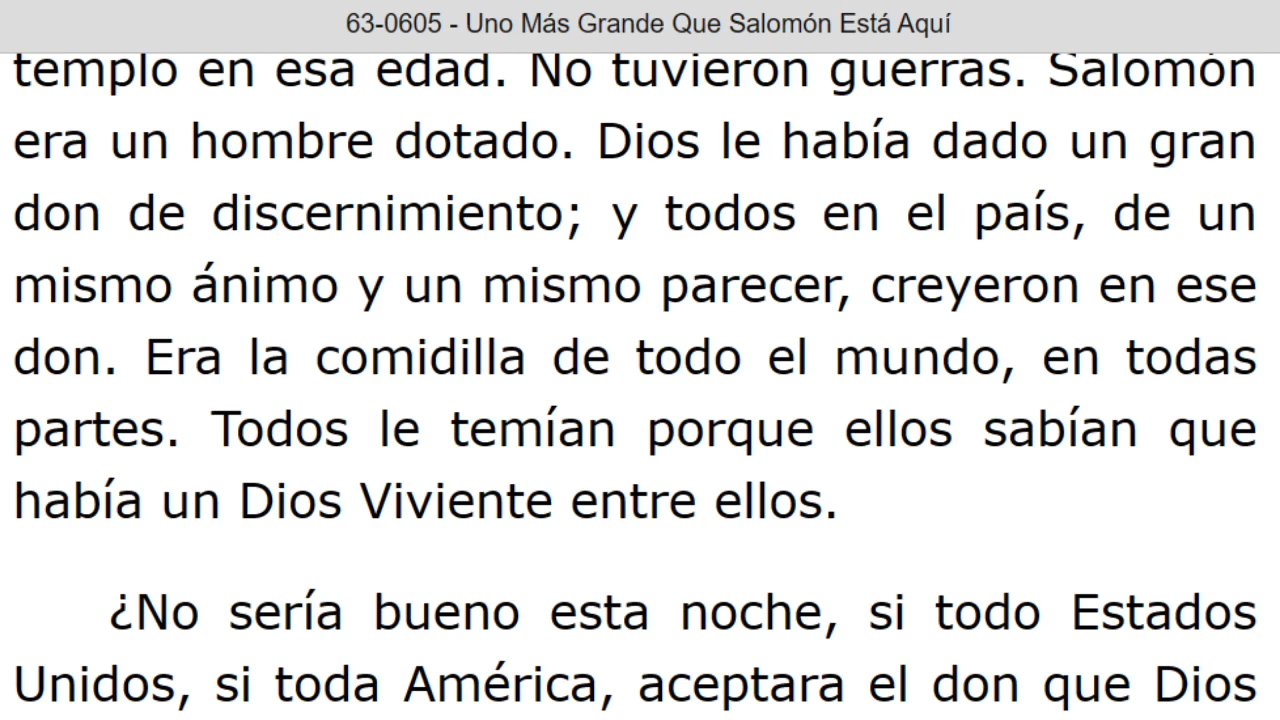 63-0605 - Uno Más Grande Que Salomón Está Aquí
templo en esa edad. No tuvieron guerras. Salomón
era un hombre dotado. Dios le había dado un gran
don de discernimiento; y todos en el país, de un
mismo ánimo y un mismo parecer, creyeron en ese
don. Era la comidilla de todo el mundo, en todas
partes. Todos le temían porque ellos sabían que
había un Dios Viviente entre ellos.
¿No sería bueno esta noche, si todo Estados
Unidos, si toda América, aceptara el don que Dios